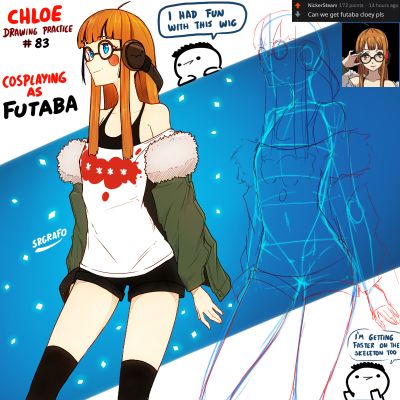 CHLOE
DRAWING PRACTICE
# 83
COSPLAYING
AS
FUTABA
I HAD FUN
WITH THIS WIG
NickerSteam 172 points · 14 hours ago
Can we get futaba cloey pls
SRGRAFO
I'M GETTING
FASTER ON THE
SKELETON TOO